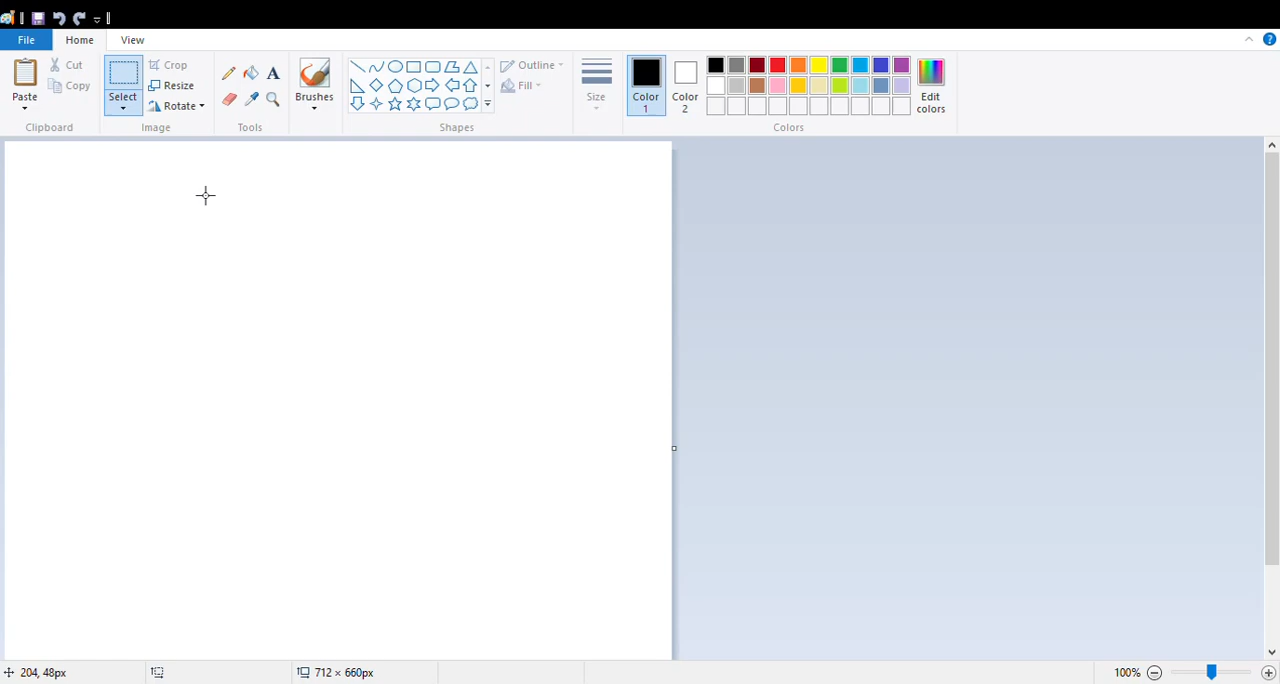 File Home View
Paste Cut Copy Clipboard
Select Crop Resize Rotate Image
A Tools
Brushes
Outline Fill Shapes
Size
Color 1 Color 2 Edit colors Colors
204, 48px 712 × 660px 100%